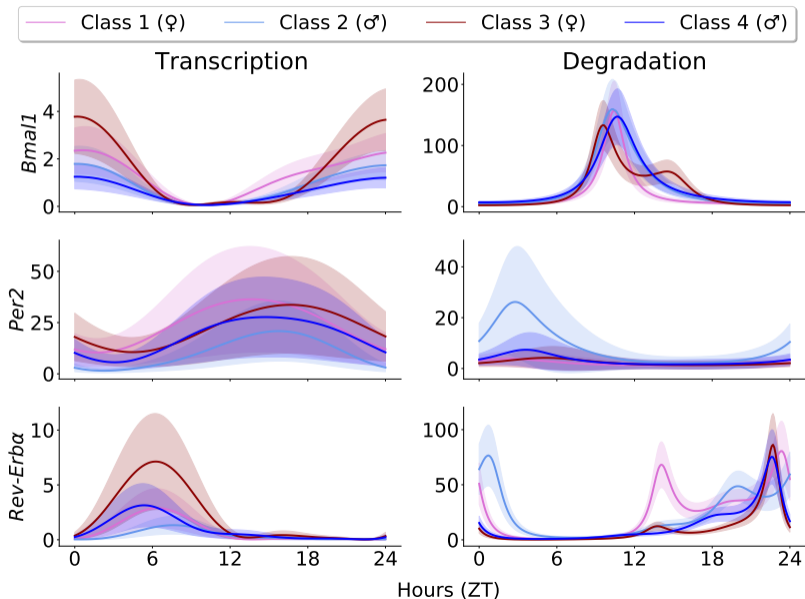 Class 1 (♀) Class 2 (♂) Class 3 (♀) Class 4 (♂)
Transcription Degradation
Bmal1
4
2
0
200
100
0
Per2
50
25
0
40
20
0
Rev-Erbα
10
5
0
100
50
0
0 6 12 18 24 0 6 12 18 24
Hours (ZT)